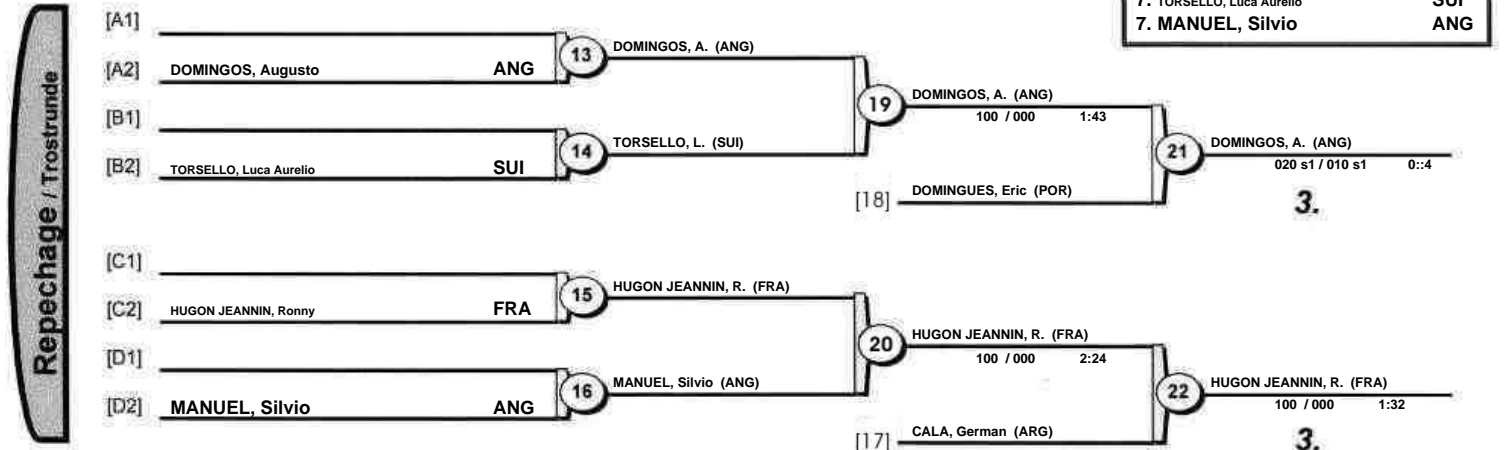 7. TORSELLO, Luca Aurelio SUI
7. MANUEL, Silvio ANG
Repechage / Trostrunde
[A1]
[A2] DOMINGOS, Augusto ANG
13 DOMINGOS, A. (ANG)
[B1]
[B2] TORSELLO, Luca Aurelio SUI
14 TORSELLO, L. (SUI)
19 DOMINGOS, A. (ANG)
100 / 000 1:43
[18] DOMINGUES, Eric (POR)
21 DOMINGOS, A. (ANG)
020 s1 / 010 s1 0::4
3.
[C1]
[C2] HUGON JEANNIN, Ronny FRA
15 HUGON JEANNIN, R. (FRA)
[D1]
[D2] MANUEL, Silvio ANG
16 MANUEL, Silvio (ANG)
20 HUGON JEANNIN, R. (FRA)
100 / 000 2:24
[17] CALA, German (ARG)
22 HUGON JEANNIN, R. (FRA)
100 / 000 1:32
3.